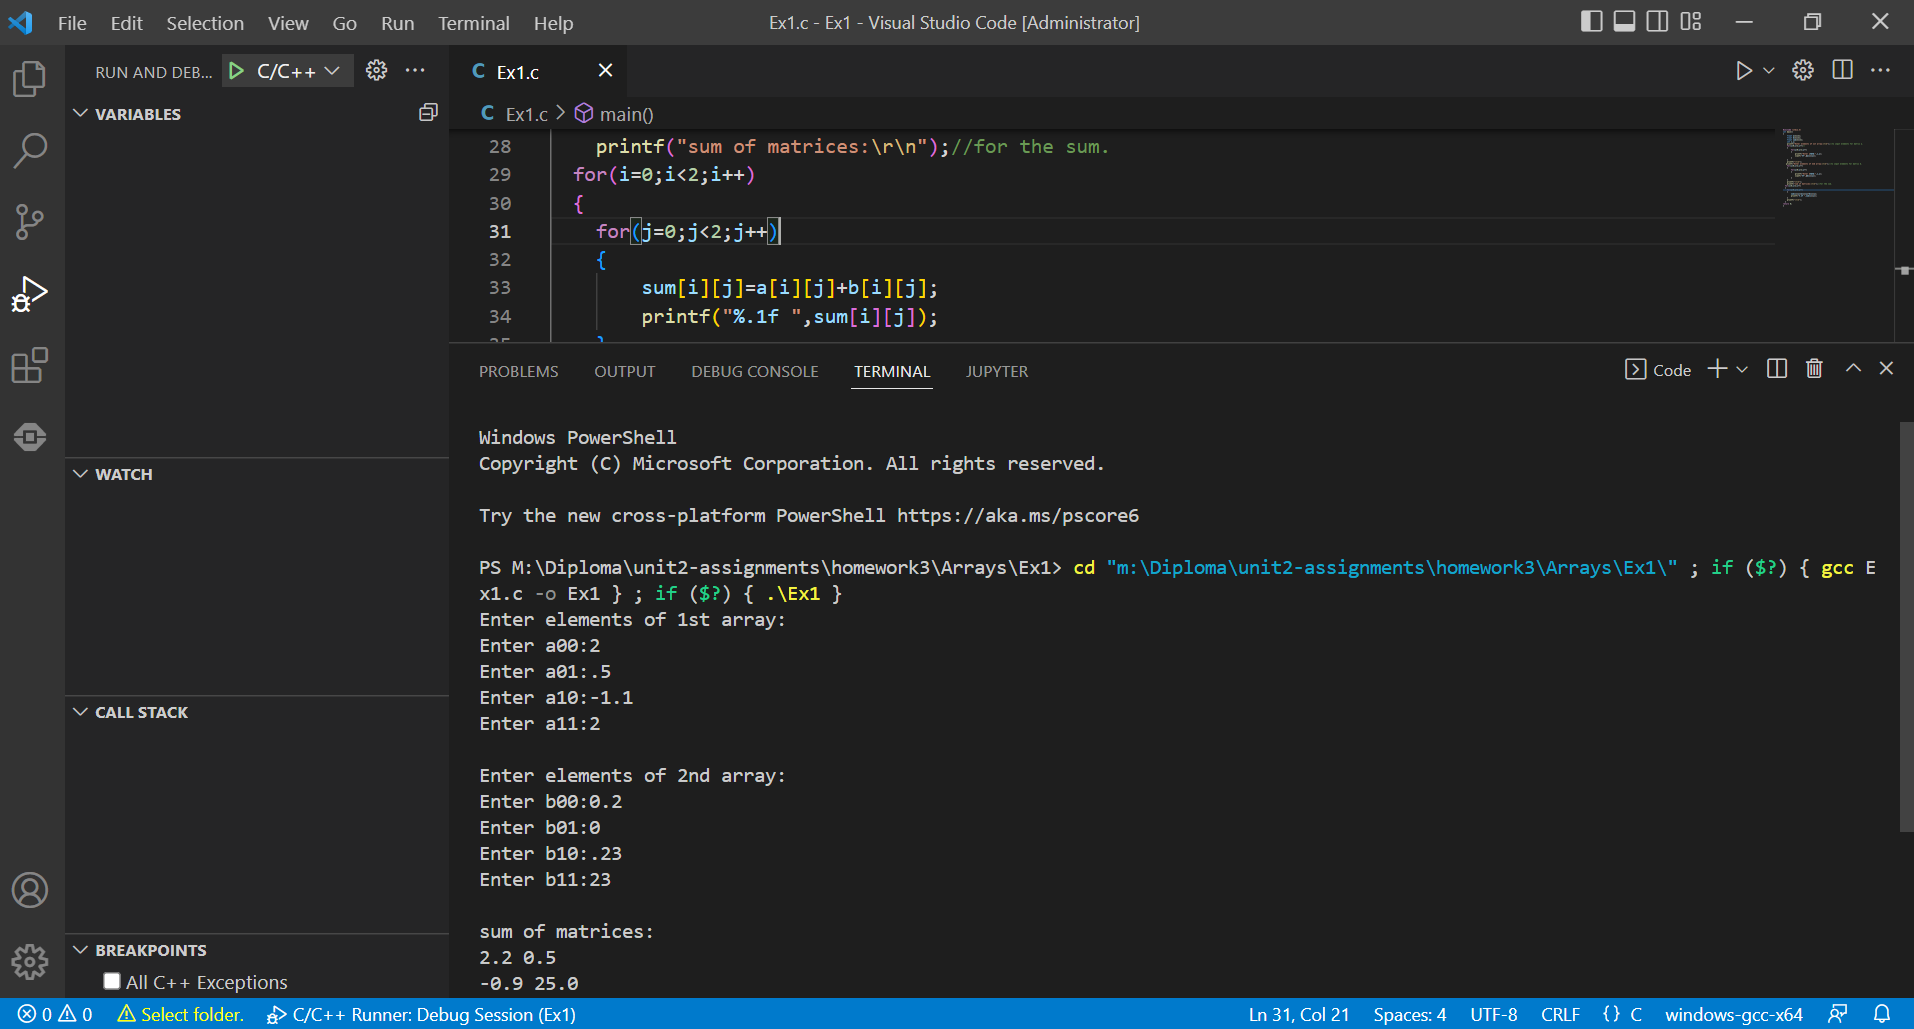 File Edit Selection View Go Run Terminal Help
Ex1.c - Ex1 - Visual Studio Code [Administrator]
RUN AND DEB...
C/C++
VARIABLES
WATCH
CALL STACK
BREAKPOINTS
All C++ Exceptions
C Ex1.c
C Ex1.c > main()
28 printf("sum of matrices:\r\n");//for the sum.
29 for(i=0;i<2;i++)
30 {
31 for(j=0;j<2;j++)
32 {
33 sum[i][j]=a[i][j]+b[i][j];
34 printf("%.1f ",sum[i][j]);
35 }
PROBLEMS OUTPUT DEBUG CONSOLE TERMINAL JUPYTER
Code
Windows PowerShell
Copyright (C) Microsoft Corporation. All rights reserved.
Try the new cross-platform PowerShell https://aka.ms/pscore6
PS M:\Diploma\unit2-assignments\homework3\Arrays\Ex1> cd "m:\Diploma\unit2-assignments\homework3\Arrays\Ex1\" ; if ($?) { gcc E
x1.c -o Ex1 } ; if ($?) { .\Ex1 }
Enter elements of 1st array:
Enter a00:2
Enter a01:.5
Enter a10:-1.1
Enter a11:2
Enter elements of 2nd array:
Enter b00:0.2
Enter b01:0
Enter b10:.23
Enter b11:23
sum of matrices:
2.2 0.5
-0.9 25.0
0 0 Select folder. C/C++ Runner: Debug Session (Ex1) Ln 31, Col 21 Spaces: 4 UTF-8 CRLF {} C windows-gcc-x64